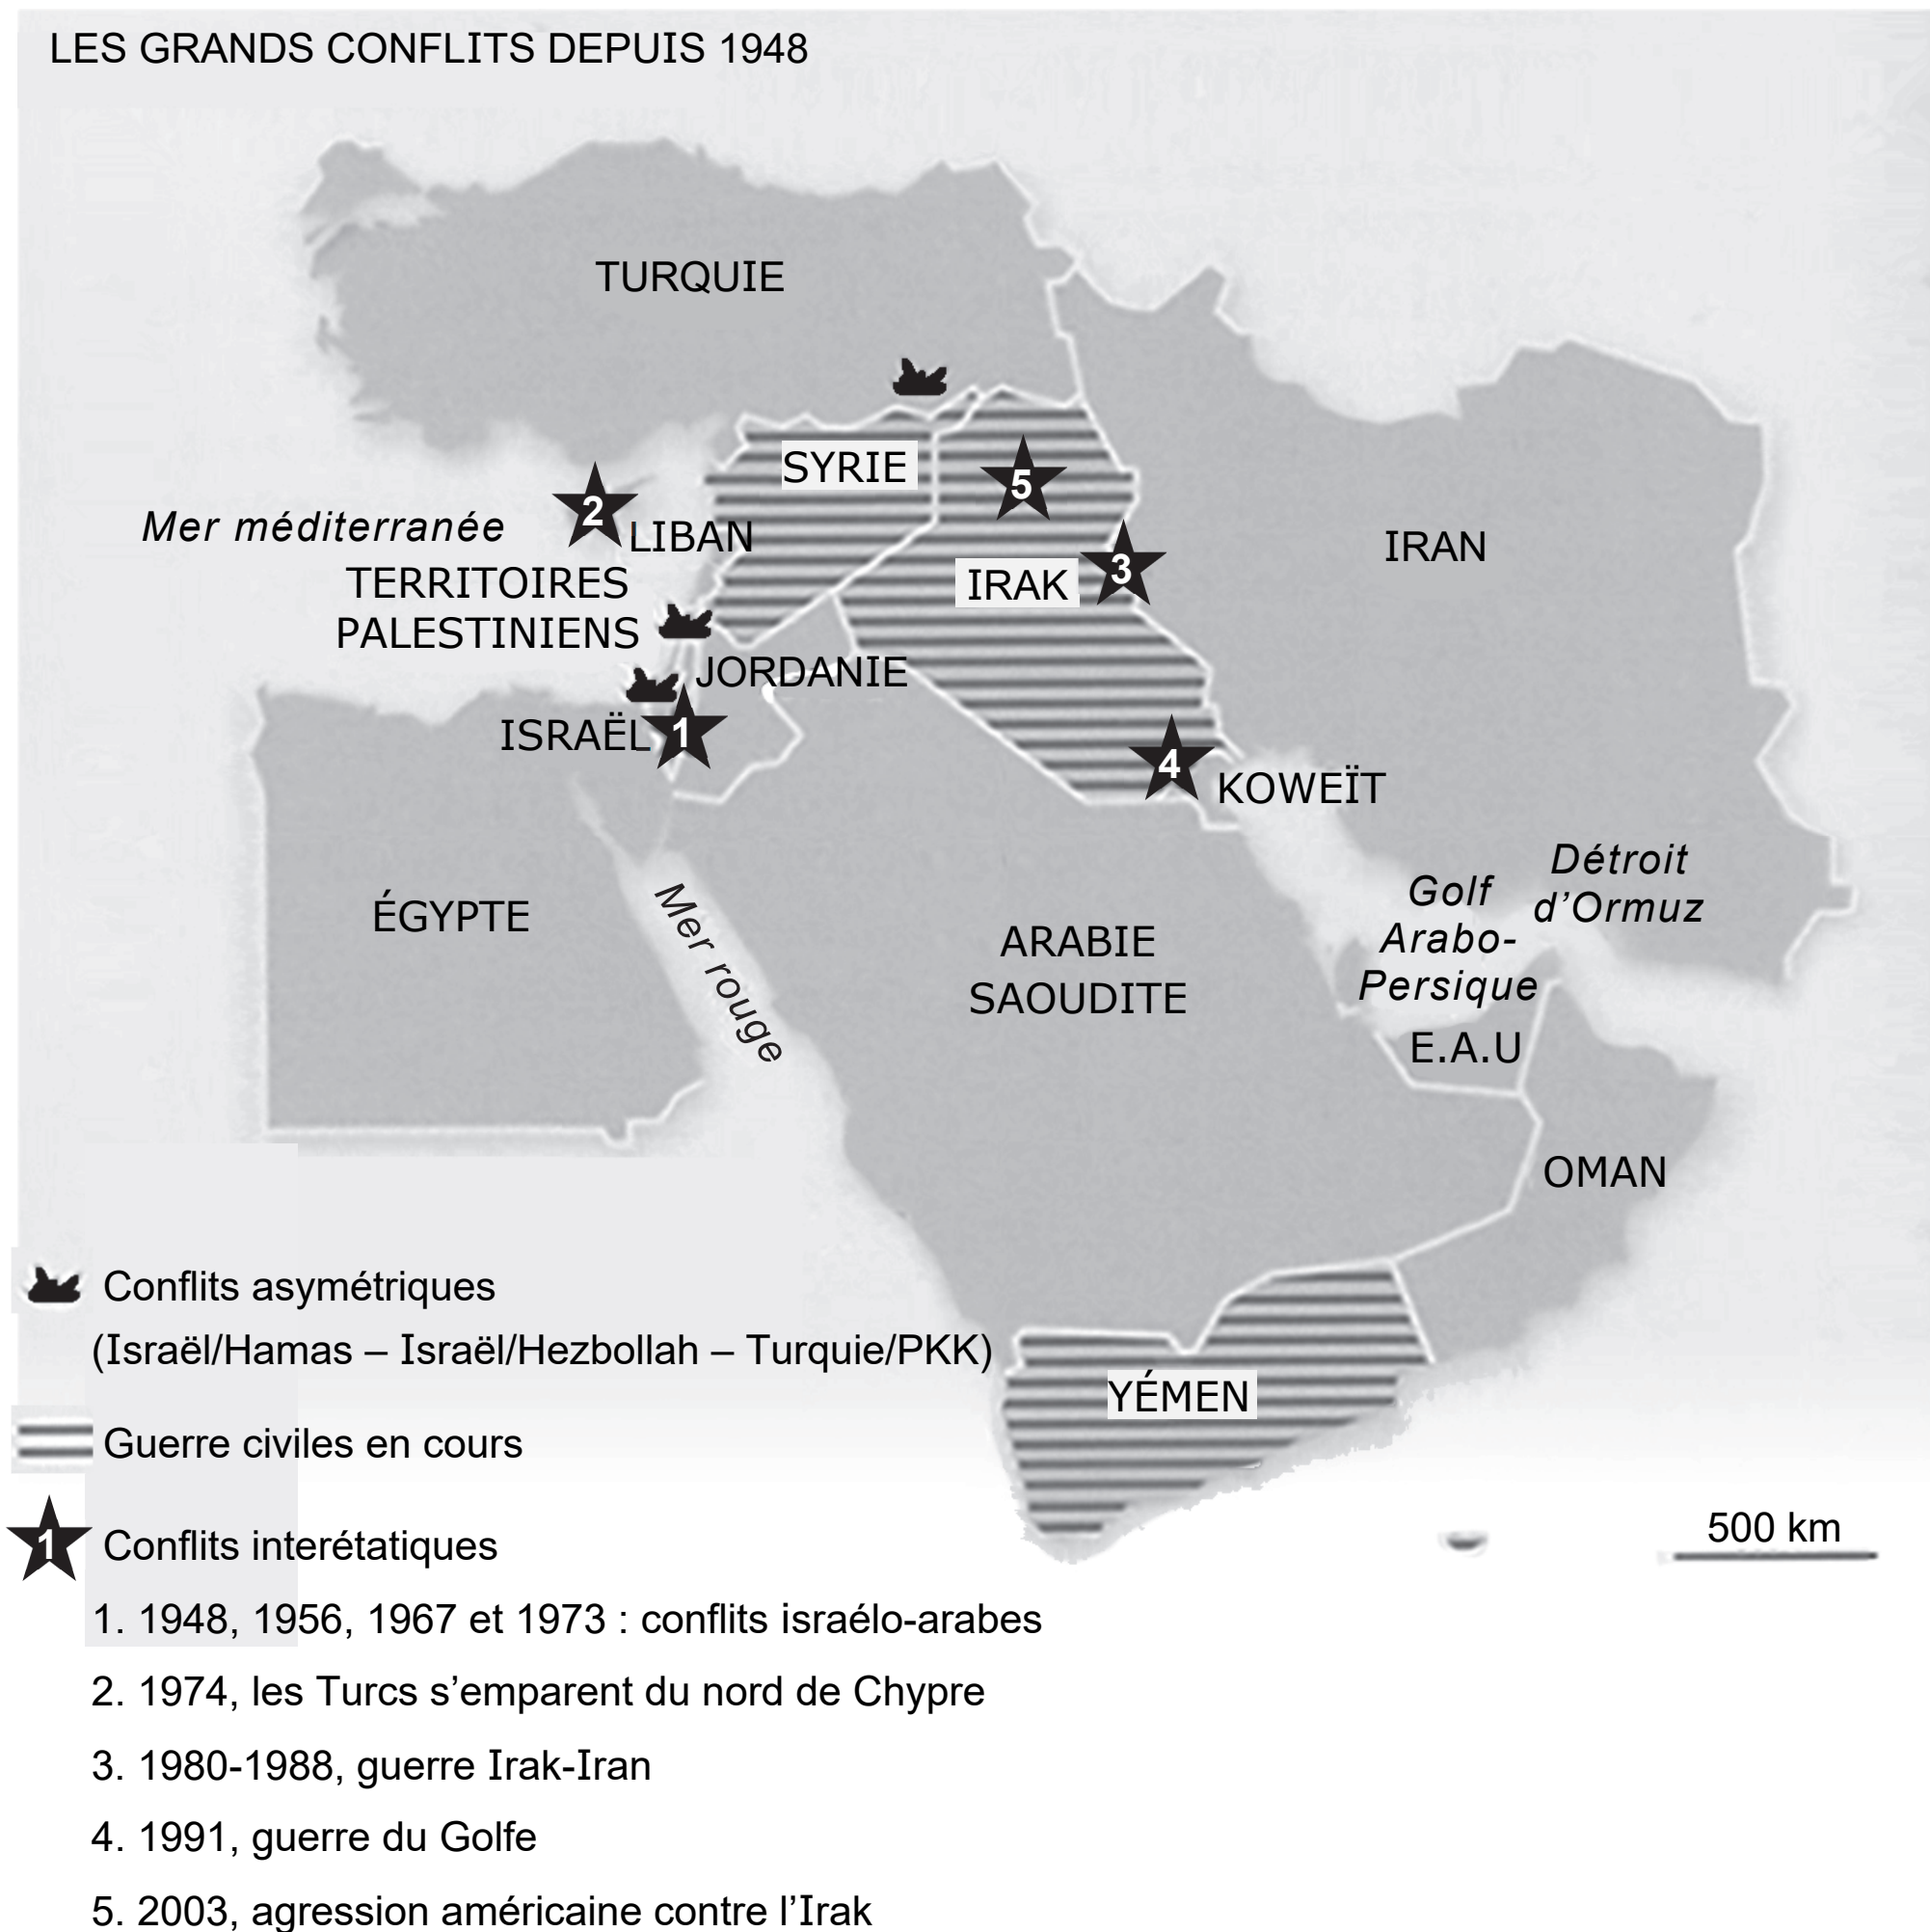 LES GRANDS CONFLITS DEPUIS 1948
TURQUIE
SYRIE
5
2
Mer méditerranée
LIBAN
IRAN
3
TERRITOIRES
PALESTINIENS
IRAK
JORDANIE
ISRAËL
1
4
KOWEÏT
Détroit
d’Ormuz
Golf
Arabo-
Persique
ÉGYPTE
Mer rouge
ARABIE
SAOUDITE
E.A.U
OMAN
YÉMEN
Conflits asymétriques
(Israël/Hamas – Israël/Hezbollah – Turquie/PKK)
Guerre civiles en cours
500 km
1 Conflits interétatiques
1. 1948, 1956, 1967 et 1973 : conflits israélo-arabes
2. 1974, les Turcs s’emparent du nord de Chypre
3. 1980-1988, guerre Irak-Iran
4. 1991, guerre du Golfe
5. 2003, agression américaine contre l’Irak